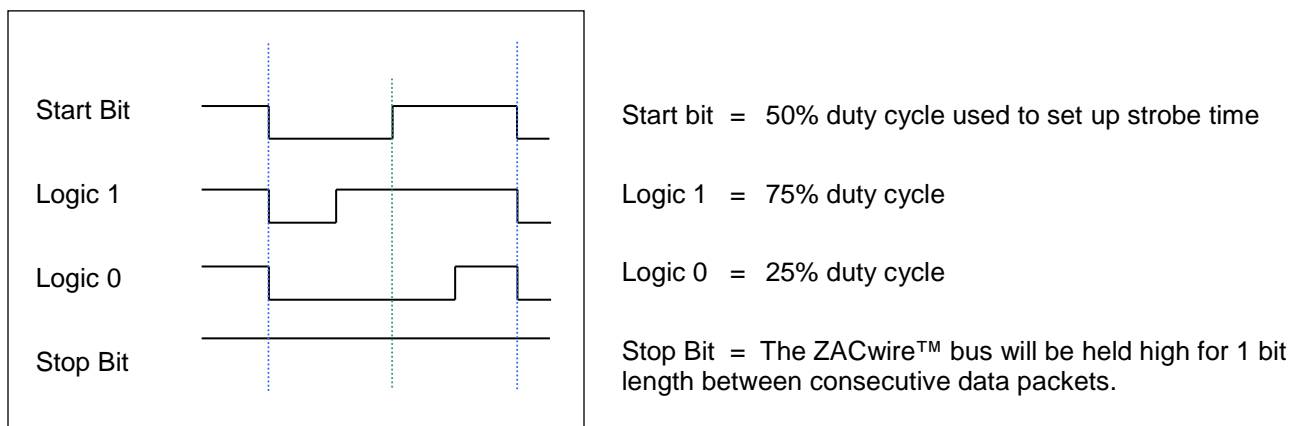 Start Bit
Start bit = 50% duty cycle used to set up strobe time
Logic 1
Logic 1 = 75% duty cycle
Logic 0
Logic 0 = 25% duty cycle
Stop Bit
Stop Bit = The ZACwire™ bus will be held high for 1 bit
length between consecutive data packets.